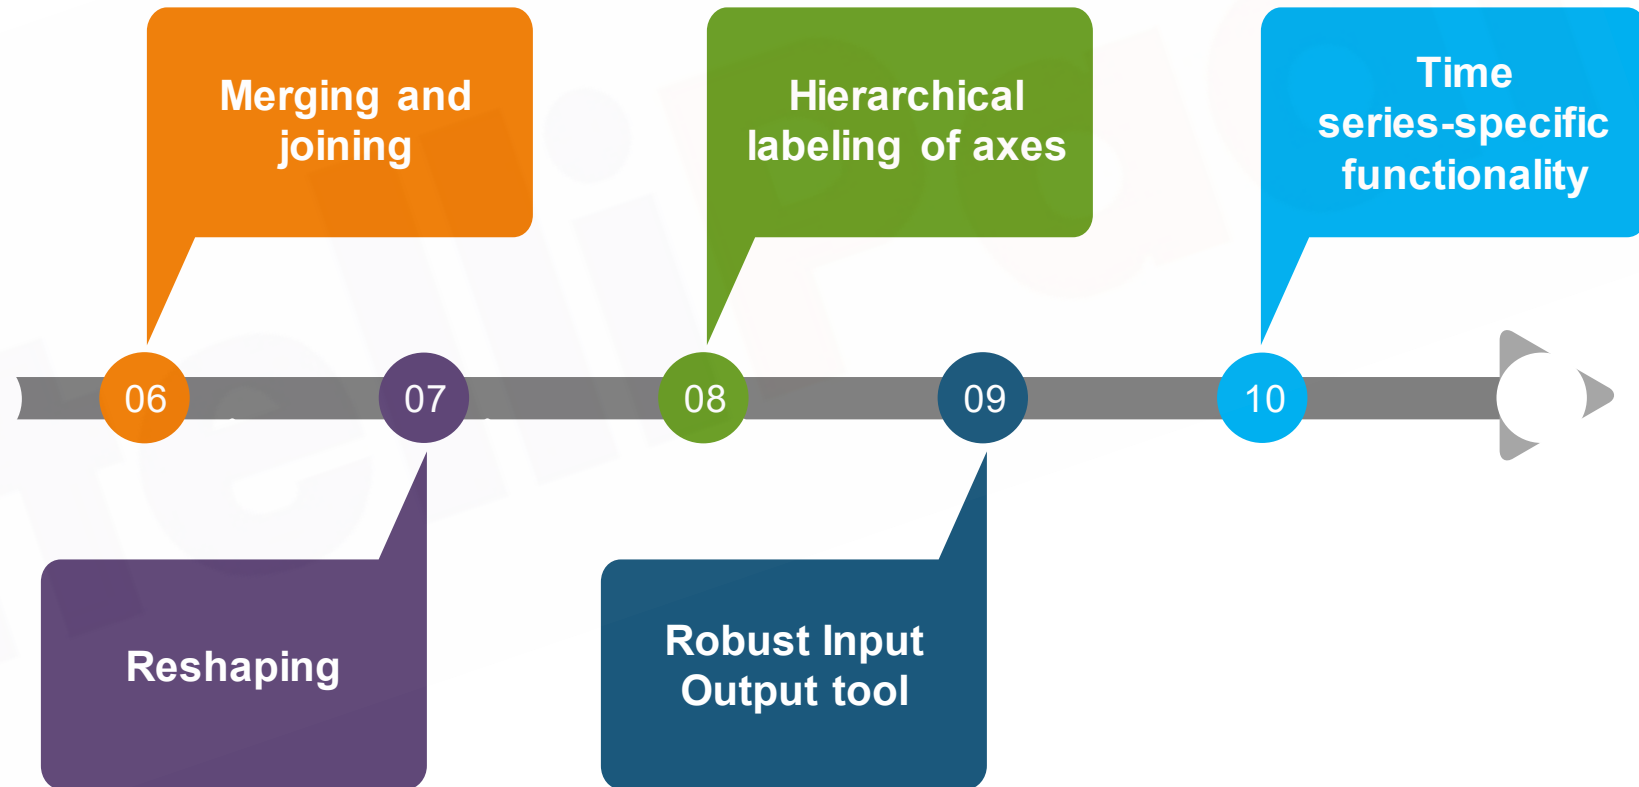 Merging and
joining
Hierarchical
labeling of axes
Time
series-specific
functionality
06
07
08
09
10
Reshaping
Robust Input
Output tool